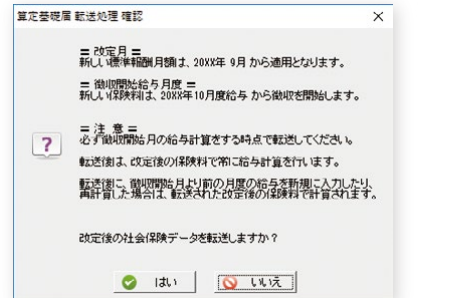 算定基礎届 転送処理 確認
= 改定月 =
新しい標準報酬月額は、20XX年 9月 から適用となります。
= 徴収開始給与月度 =
新しい保険料は、20XX年10月度給与 から徴収を開始します。
= 注 意 =
必ず徴収開始月の給与計算をする時点で転送してください。
転送後は、改定後の保険料で常に給与計算を行います。
転送後に、徴収開始月より前の月度の給与を新規に入力したり、
再計算した場合は、転送された改定後の保険料で計算されます。
改定後の社会保険データを転送しますか？
はい
いいえ